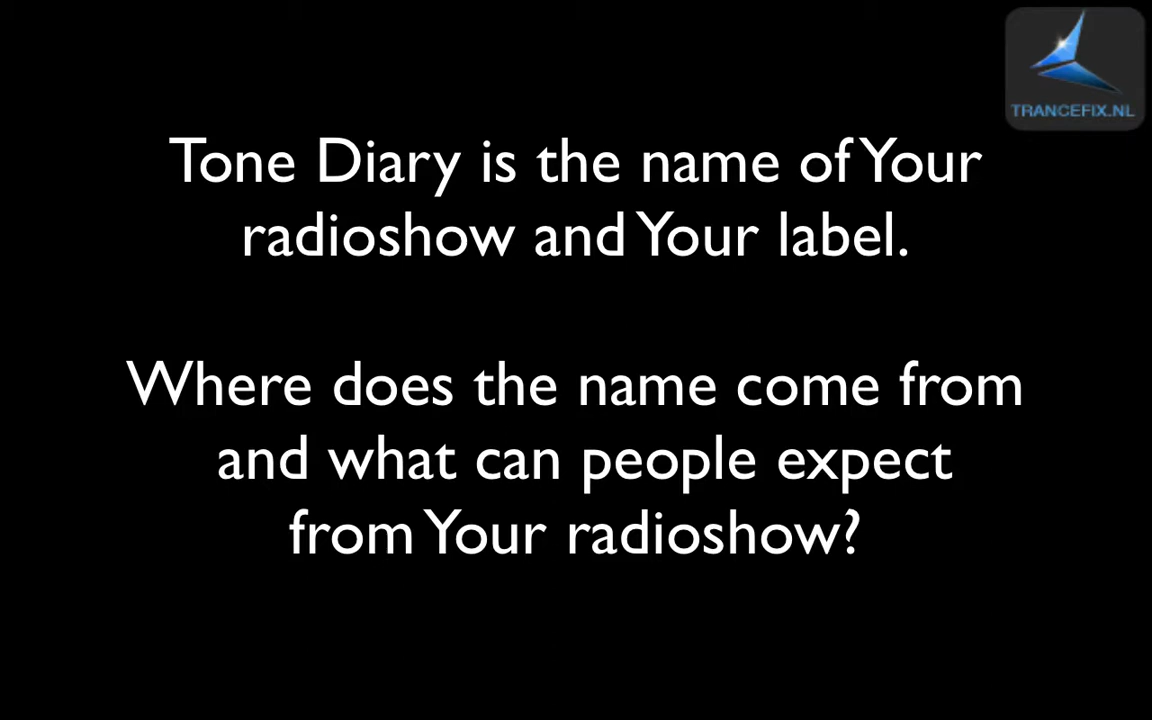 TRANCEFIX.NL
Tone Diary is the name of Your
radioshow and Your label.
Where does the name come from
and what can people expect
from Your radioshow?